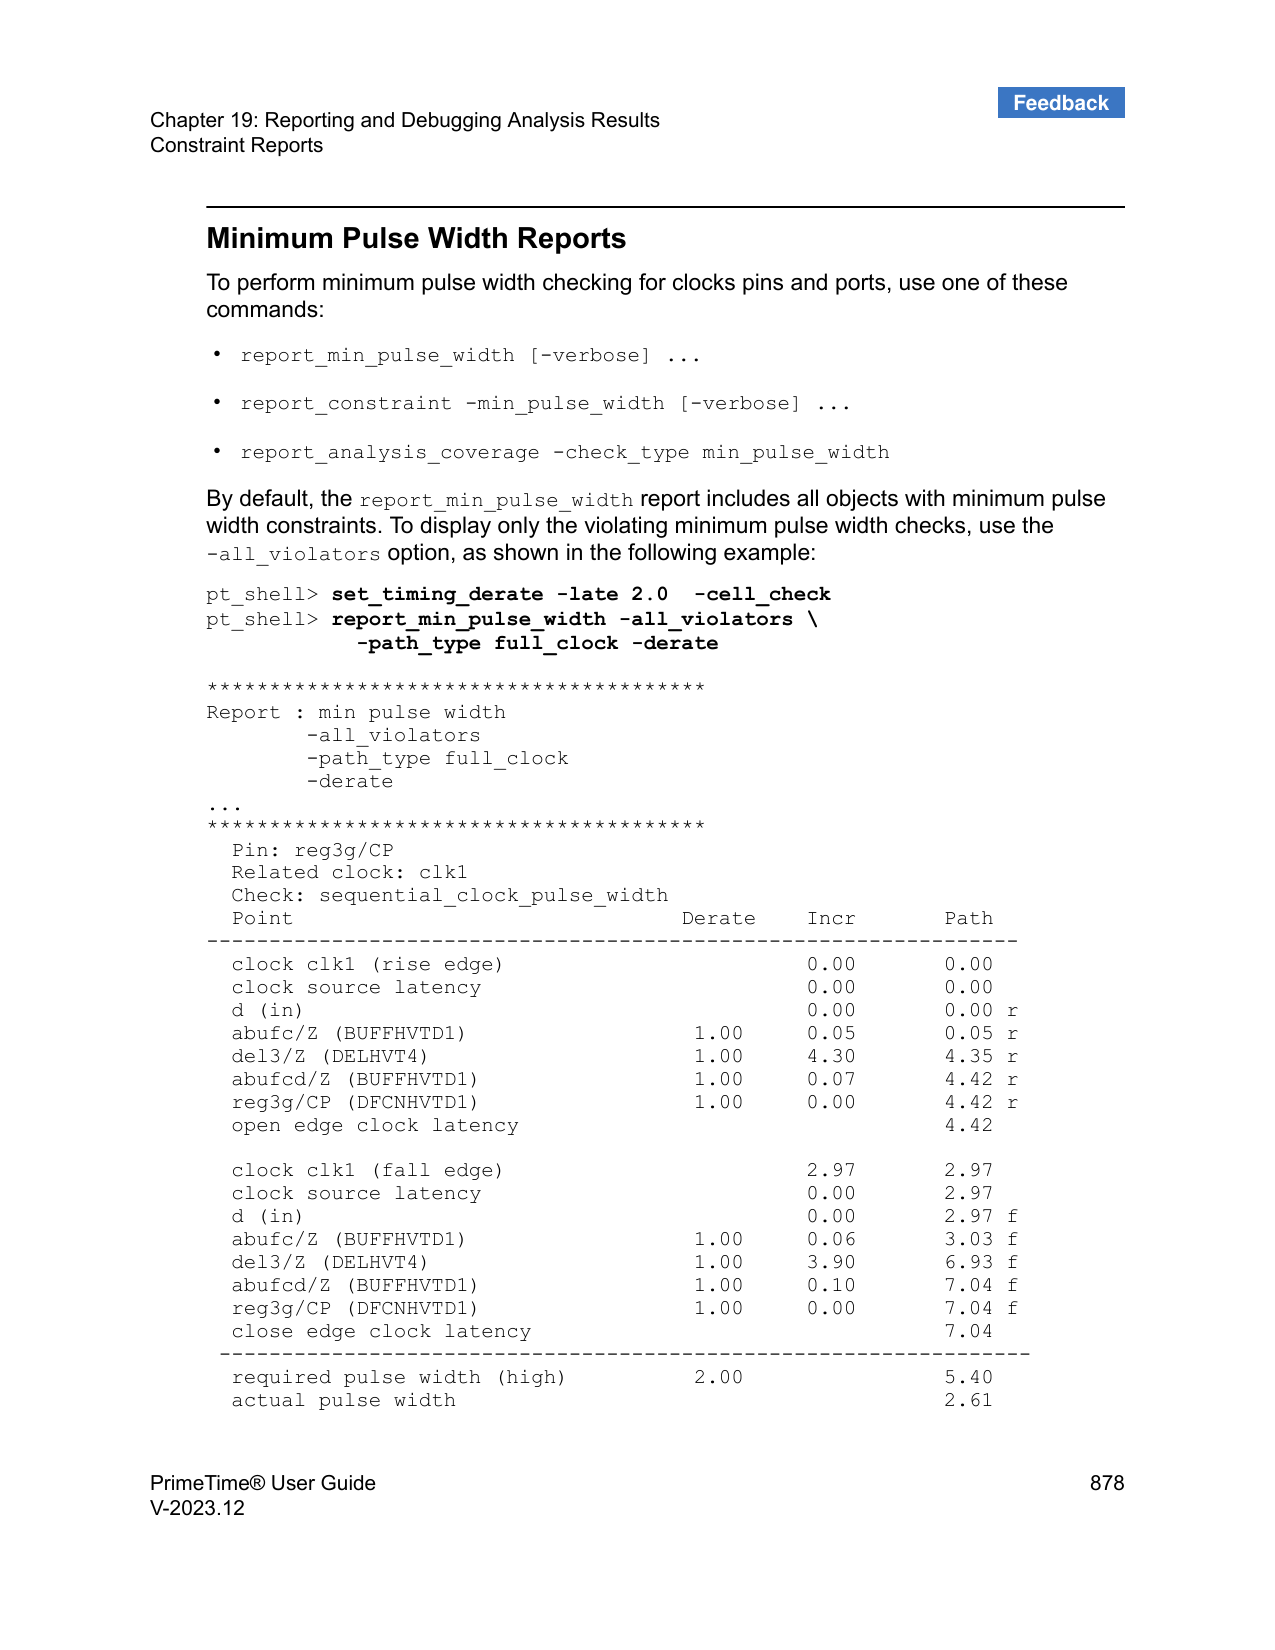 Feedback
Chapter 19: Reporting and Debugging Analysis Results
Constraint Reports
Minimum Pulse Width Reports
To perform minimum pulse width checking for clocks pins and ports, use one of these
commands:
• report_min_pulse_width [-verbose] ...
• report_constraint -min_pulse_width [-verbose] ...
• report_analysis_coverage -check_type min_pulse_width
By default, the report_min_pulse_width report includes all objects with minimum pulse
width constraints. To display only the violating minimum pulse width checks, use the
-all_violators option, as shown in the following example:
pt_shell> set_timing_derate -late 2.0  -cell_check
pt_shell> report_min_pulse_width -all_violators \
            -path_type full_clock -derate
****************************************
Report : min pulse width
        -all_violators
        -path_type full_clock
        -derate
...
****************************************
  Pin: reg3g/CP
  Related clock: clk1
  Check: sequential_clock_pulse_width
  Point                               Derate    Incr       Path
-----------------------------------------------------------------
  clock clk1 (rise edge)                        0.00       0.00
  clock source latency                          0.00       0.00
  d (in)                                        0.00       0.00 r
  abufc/Z (BUFFHVTD1)                  1.00     0.05       0.05 r
  del3/Z (DELHVT4)                     1.00     4.30       4.35 r
  abufcd/Z (BUFFHVTD1)                 1.00     0.07       4.42 r
  reg3g/CP (DFCNHVTD1)                 1.00     0.00       4.42 r
  open edge clock latency                                  4.42
  clock clk1 (fall edge)                        2.97       2.97
  clock source latency                          0.00       2.97
  d (in)                                        0.00       2.97 f
  abufc/Z (BUFFHVTD1)                  1.00     0.06       3.03 f
  del3/Z (DELHVT4)                     1.00     3.90       6.93 f
  abufcd/Z (BUFFHVTD1)                 1.00     0.10       7.04 f
  reg3g/CP (DFCNHVTD1)                 1.00     0.00       7.04 f
  close edge clock latency                                 7.04
 -----------------------------------------------------------------
  required pulse width (high)          2.00                5.40
  actual pulse width                                       2.61
PrimeTime® User Guide 878
V-2023.12